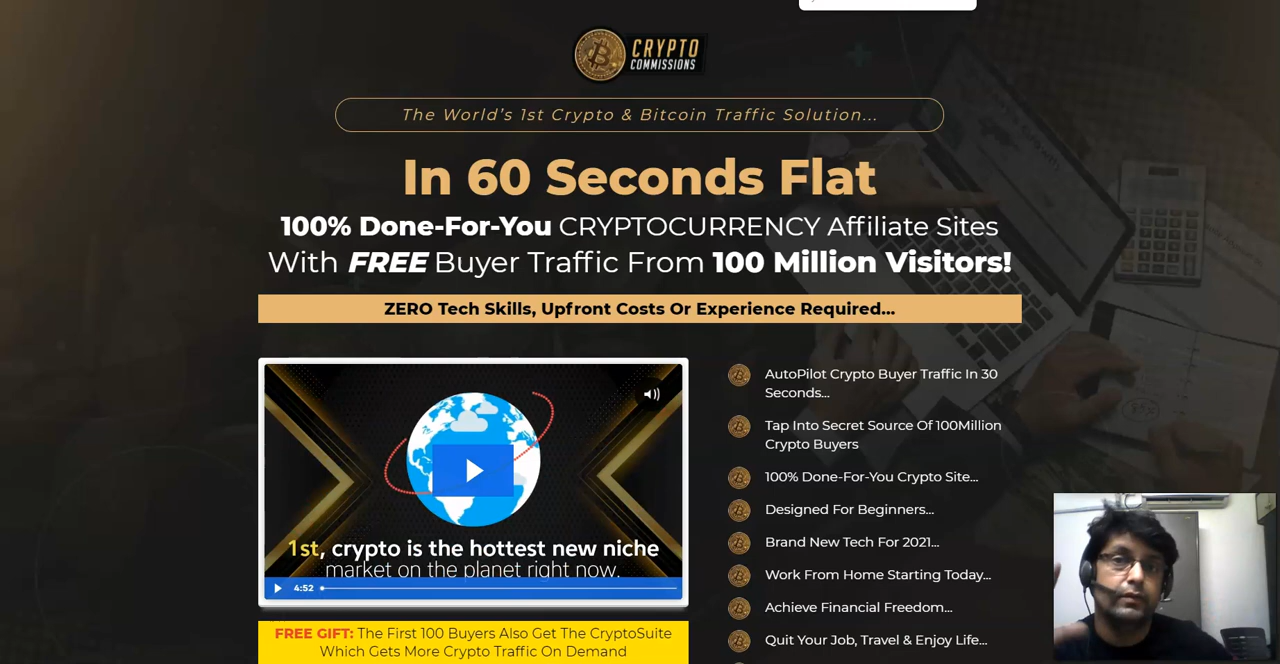 CRYPTO
COMMISSIONS
The World's 1st Crypto & Bitcoin Traffic Solution...
In 60 Seconds Flat
100% Done-For-You CRYPTOCURRENCY Affiliate Sites
With FREE Buyer Traffic From 100 Million Visitors!
ZERO Tech Skills, Upfront Costs Or Experience Required...
1st, crypto is the hottest new niche
market on the planet right now.
4:52
FREE GIFT: The First 100 Buyers Also Get The CryptoSuite
Which Gets More Crypto Traffic On Demand
AutoPilot Crypto Buyer Traffic In 30
Seconds...
Tap Into Secret Source Of 100Million
Crypto Buyers
100% Done-For-You Crypto Site...
Designed For Beginners...
Brand New Tech For 2021...
Work From Home Starting Today...
Achieve Financial Freedom...
Quit Your Job, Travel & Enjoy Life...